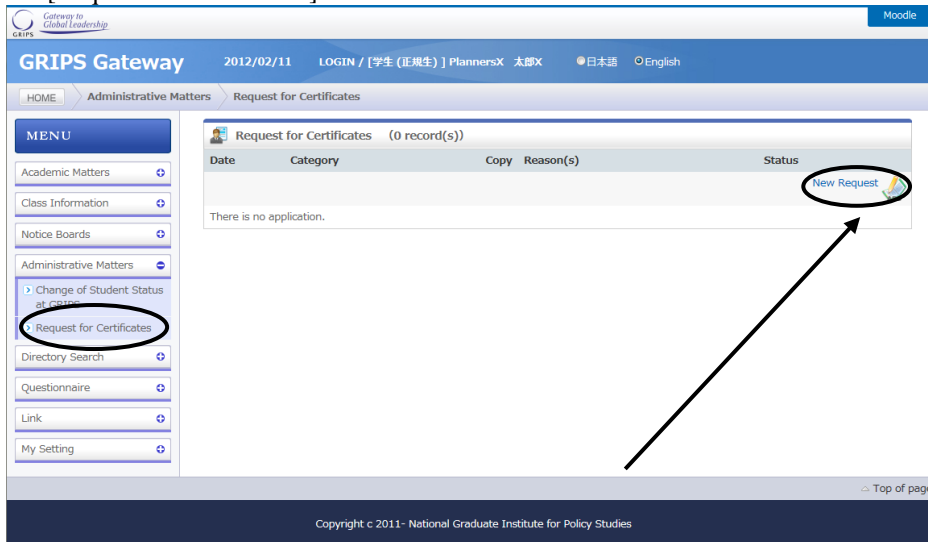 Gateway to
Global Leadership
GRIPS
Moodle
GRIPS Gateway 2012/02/11 LOGIN / [学生 (正規生) ] PlannersX 太郎X 日本語 English
HOME Administrative Matters Request for Certificates
MENU
Academic Matters
Class Information
Notice Boards
Administrative Matters
Change of Student Status
at GRIPS
Request for Certificates
Directory Search
Questionnaire
Link
My Setting
Request for Certificates (0 record(s))
Date Category Copy Reason(s) Status
New Request
There is no application.
Top of page
Copyright c 2011- National Graduate Institute for Policy Studies